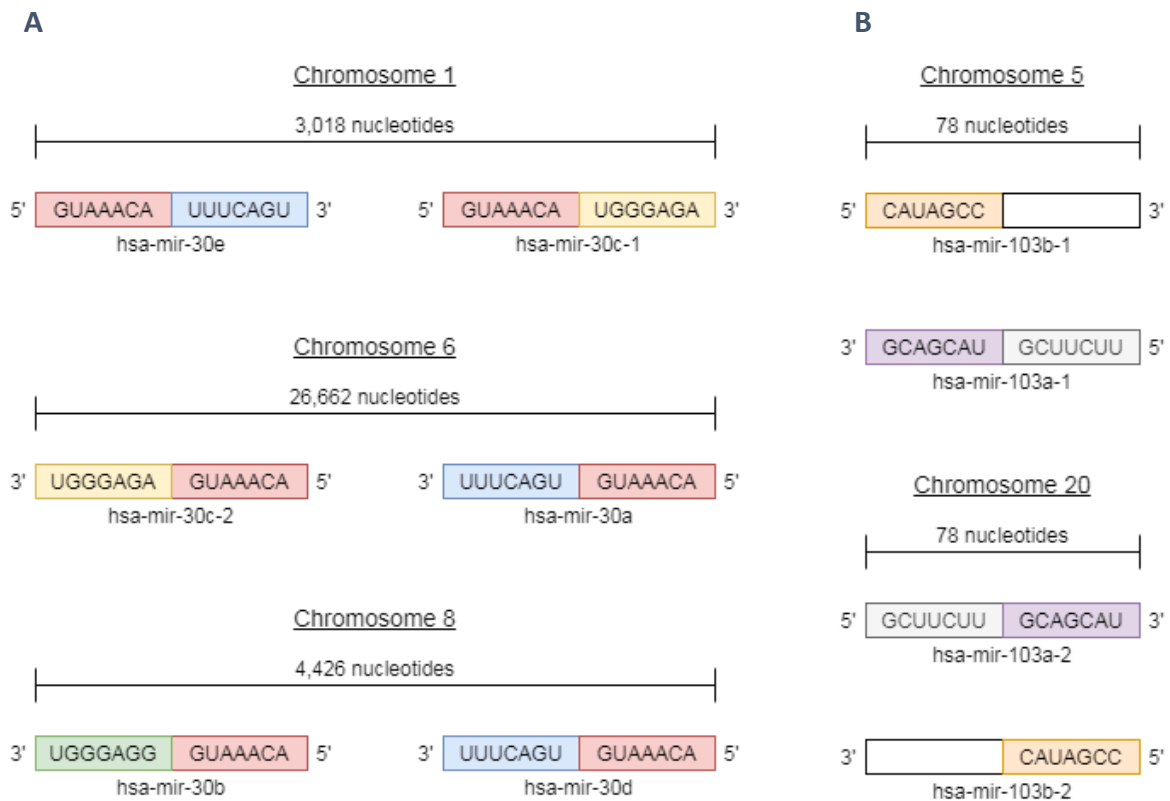 A
Chromosome 1
3,018 nucleotides
5' GUAAACA UUUCAGU 3' 5' GUAAACA UGGGAGA 3'
hsa-mir-30e hsa-mir-30c-1
Chromosome 6
26,662 nucleotides
3' UGGGAGA GUAAACA 5' 3' UUUCAGU GUAAACA 5'
hsa-mir-30c-2 hsa-mir-30a
Chromosome 8
4,426 nucleotides
3' UGGGAGG GUAAACA 5' 3' UUUCAGU GUAAACA 5'
hsa-mir-30b hsa-mir-30d
B
Chromosome 5
78 nucleotides
5' CAUAGCC 3'
hsa-mir-103b-1
3' GCAGCAU GCUUCUU 5'
hsa-mir-103a-1
Chromosome 20
78 nucleotides
5' GCUUCUU GCAGCAU 3'
hsa-mir-103a-2
3' CAUAGCC 5'
hsa-mir-103b-2